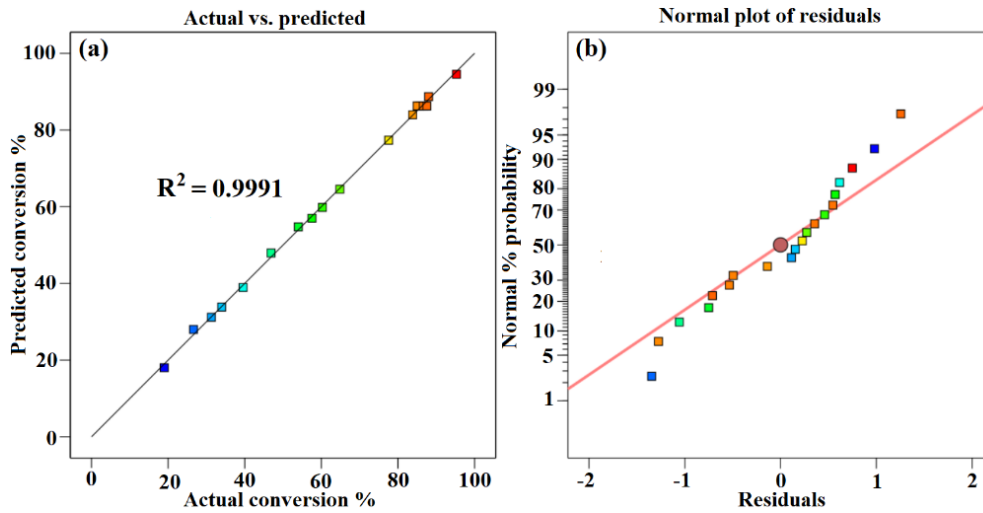 Actual vs. predicted
(a)
R² = 0.9991
Predicted conversion %
100
80
60
40
20
0
0 20 40 60 80 100
Actual conversion %
Normal plot of residuals
(b)
Normal % probability
99
95
90
80
70
50
30
20
10
5
1
-2 -1 0 1 2
Residuals